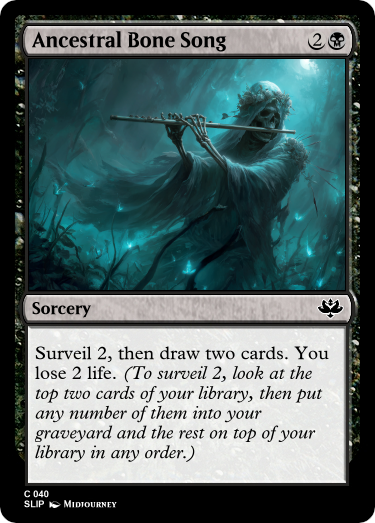 Ancestral Bone Song 2
Sorcery
Surveil 2, then draw two cards. You
lose 2 life. (To surveil 2, look at the
top two cards of your library, then put
any number of them into your
graveyard and the rest on top of your
library in any order.)
C 040
SLIP Midjourney